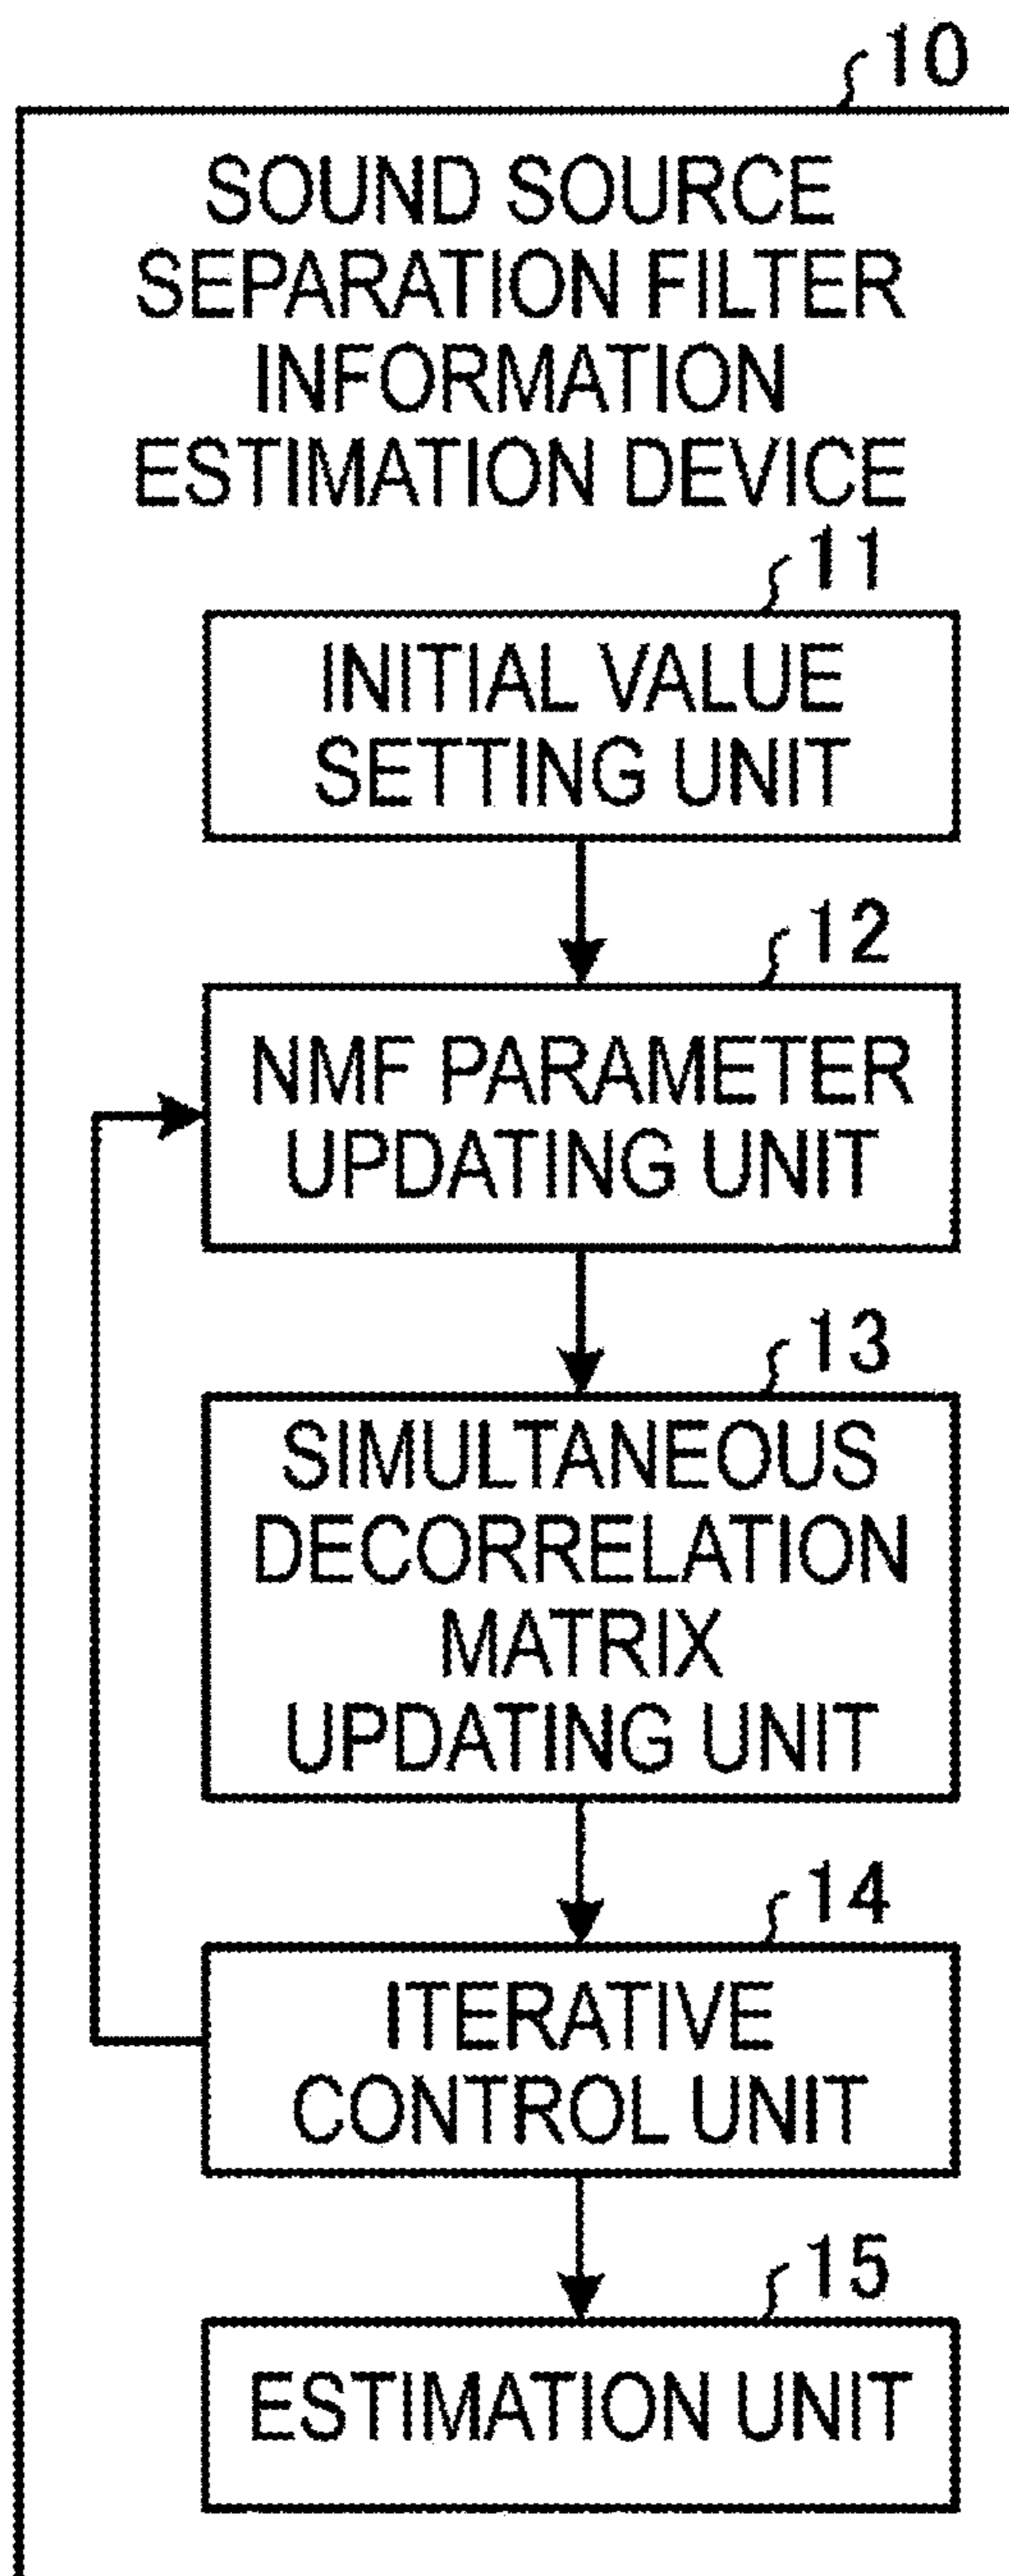 10
SOUND SOURCE
SEPARATION FILTER
INFORMATION
ESTIMATION DEVICE
11
INITIAL VALUE
SETTING UNIT
12
NMF PARAMETER
UPDATING UNIT
13
SIMULTANEOUS
DECORRELATION
MATRIX
UPDATING UNIT
14
ITERATIVE
CONTROL UNIT
15
ESTIMATION UNIT